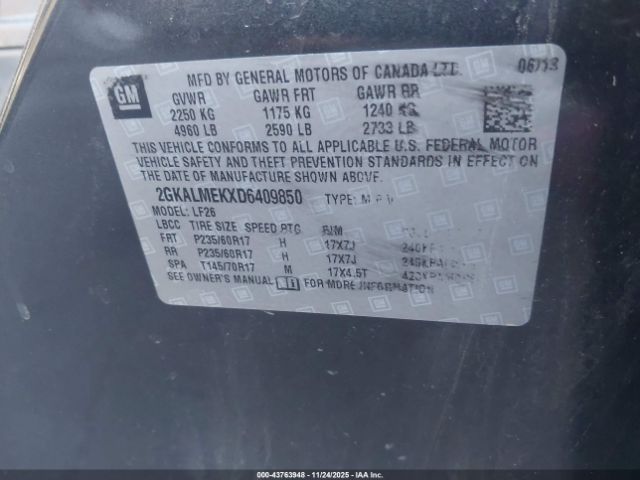 GM
MFD BY GENERAL MOTORS OF CANADA LTD. 06/13
GVWR GAWR FRT GAWR RR
2250 KG 1175 KG 1240 KG
4960 LB 2590 LB 2733 LB
THIS VEHICLE CONFORMS TO ALL APPLICABLE U.S. FEDERAL MOTOR
VEHICLE SAFETY AND THEFT PREVENTION STANDARDS IN EFFECT ON
THE DATE OF MANUFACTURE SHOWN ABOVE.
2GKALMEKXD6409850 TYPE: M P V
MODEL: LF26
LBCC TIRE SIZE SPEED RTG RIM
FRT P235/60R17 H 17X7J
RR P235/60R17 H 17X7J
SPA T145/70R17 M 17X4.5T
SEE OWNER'S MANUAL FOR MORE INFORMATION
000-43763948 - 11/24/2025 - IAAI.COM